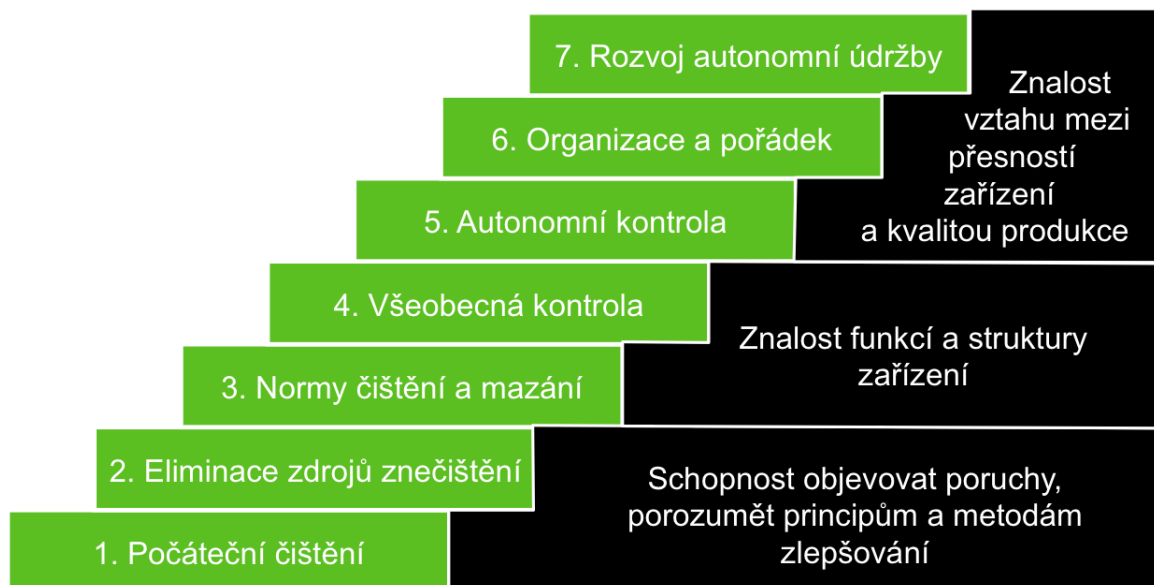 7. Rozvoj autonomní údržby
6. Organizace a pořádek
5. Autonomní kontrola
4. Všeobecná kontrola
3. Normy čištění a mazání
2. Eliminace zdrojů znečištění
1. Počáteční čištění
Znalost
vztahu mezi
přesností
zařízení
a kvalitou produkce
Znalost funkcí a struktury
zařízení
Schopnost objevovat poruchy,
porozumět principům a metodám
zlepšování